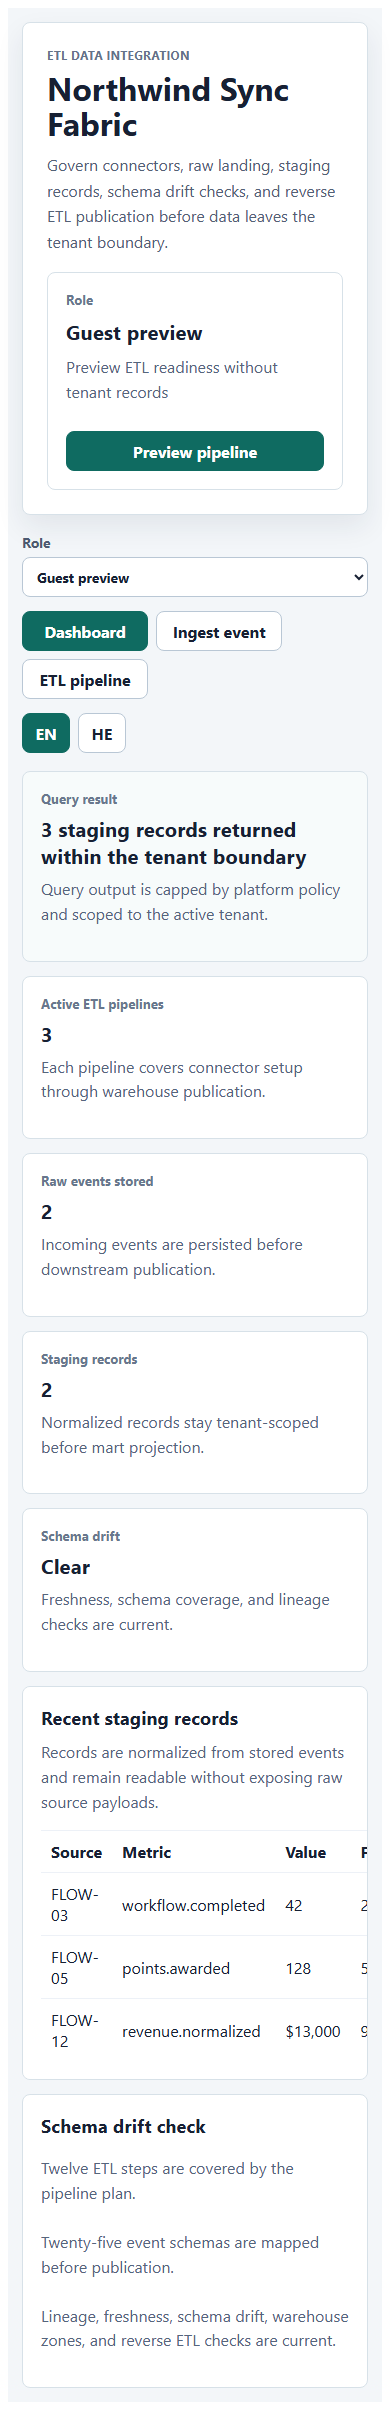 ETL DATA INTEGRATION
Northwind Sync
Fabric
Govern connectors, raw landing, staging
records, schema drift checks, and reverse
ETL publication before data leaves the
tenant boundary.
Role
Guest preview
Preview ETL readiness without
tenant records
Preview pipeline
Role
Guest preview
Dashboard
Ingest event
ETL pipeline
EN
HE
Query result
3 staging records returned
within the tenant boundary
Query output is capped by platform policy
and scoped to the active tenant.
Active ETL pipelines
3
Each pipeline covers connector setup
through warehouse publication.
Raw events stored
2
Incoming events are persisted before
downstream publication.
Staging records
2
Normalized records stay tenant-scoped
before mart projection.
Schema drift
Clear
Freshness, schema coverage, and lineage
checks are current.
Recent staging records
Records are normalized from stored events
and remain readable without exposing raw
source payloads.
Source Metric Value
FLOW-
03 workflow.completed 42
FLOW-
05 points.awarded 128
FLOW-
12 revenue.normalized $13,000
Schema drift check
Twelve ETL steps are covered by the
pipeline plan.
Twenty-five event schemas are mapped
before publication.
Lineage, freshness, schema drift, warehouse
zones, and reverse ETL checks are current.